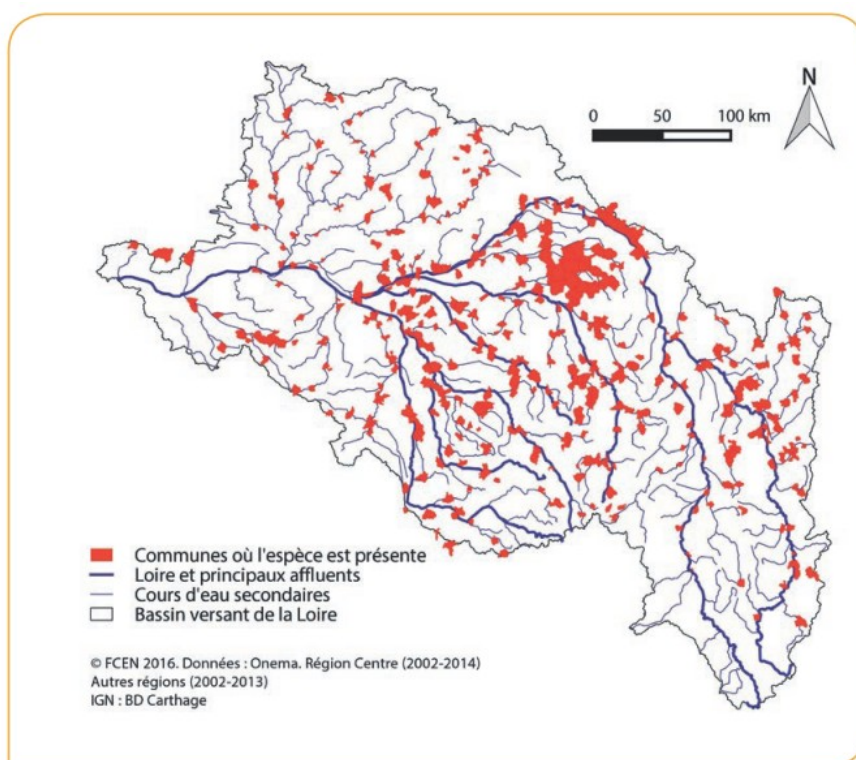 N
0 50 100 km
Communes où l'espèce est présente
Loire et principaux affluents
Cours d'eau secondaires
Bassin versant de la Loire
© FCEN 2016. Données : Onema. Région Centre (2002-2014)
Autres régions (2002-2013)
IGN : BD Carthage